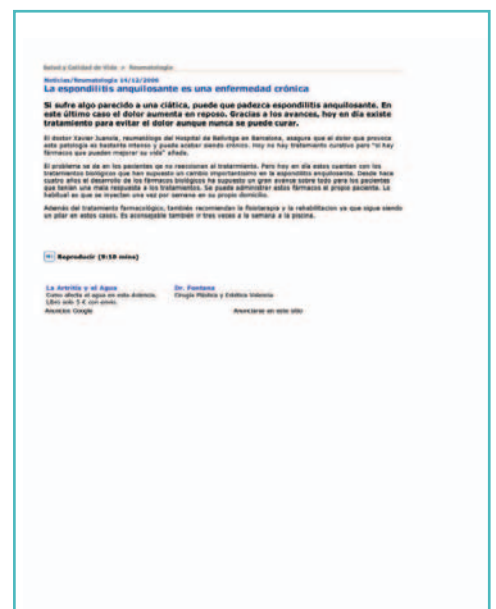 Salud y Calidad de Vida > Reumatología
Noticias/Reumatología 14/12/2006
La espondilitis anquilosante es una enfermedad crónica
Si sufre algo parecido a una ciática, puede que padezca espondilitis anquilosante. En
este último caso el dolor aumenta en reposo. Gracias a los avances, hoy en día existe
tratamiento para evitar el dolor aunque nunca se puede curar.
El doctor Xavier Juanola, reumatólogo del Hospital de Bellvitge en Barcelona, asegura que el dolor que provoca
esta patología es bastante intenso y puede acabar siendo crónico. Hoy no hay tratamiento curativo pero "sí hay
fármacos que pueden mejorar su vida" añade.
El problema se da en los pacientes que no reaccionan al tratamiento. Pero hoy en día estos cuentan con los
tratamientos biológicos que han supuesto un cambio importantísimo en la espondilitis anquilosante. Desde hace
cuatro años el desarrollo de los fármacos biológicos ha supuesto un gran avance sobre todo para los pacientes
que tenían una mala respuesta a los tratamientos. Se puede administrar estos fármacos el propio paciente. Lo
habitual es que se inyecten una vez por semana en su propio domicilio.
Además del tratamiento farmacológico, también recomiendan la fisioterapia y la rehabilitación ya que sigue siendo
un pilar en estos casos. Es aconsejable también ir tres veces a la semana a la piscina.
Reproducir (9:10 mins)
La Artritis y el Agua
Como afecta el agua en esta dolencia.
Libro solo 5 € con envío.
Anuncios Google
Dr. Fontana
Cirugía Plástica y Estética Valencia
Anunciarse en este sitio